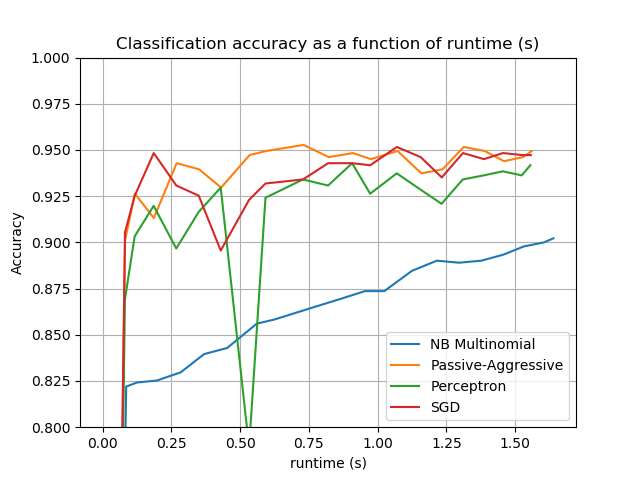 Classification accuracy as a function of runtime (s)
1.000
0.975
0.950
0.925
0.900
0.875
0.850
0.825
0.800
Accuracy
NB Multinomial
Passive-Aggressive
Perceptron
SGD
0.00 0.25 0.50 0.75 1.00 1.25 1.50
runtime (s)